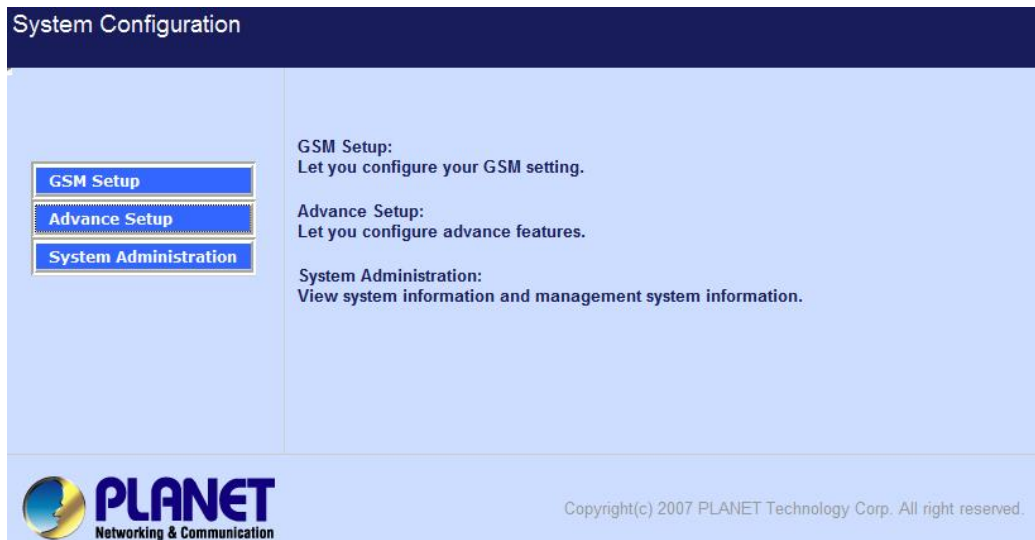 System Configuration
GSM Setup
Advance Setup
System Administration
GSM Setup:
Let you configure your GSM setting.
Advance Setup:
Let you configure advance features.
System Administration:
View system information and management system information.
PLANET
Networking & Communication
Copyright(c) 2007 PLANET Technology Corp. All right reserved.